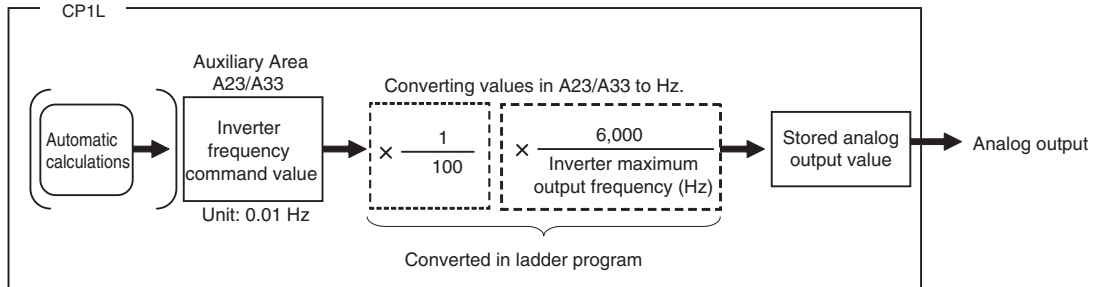 CP1L
Auxiliary Area
A23/A33
Converting values in A23/A33 to Hz.
Automatic
calculations
Inverter
frequency
command value
× 1
100
× 6,000
Inverter maximum
output frequency (Hz)
Stored analog
output value
Analog output
Unit: 0.01 Hz
Converted in ladder program